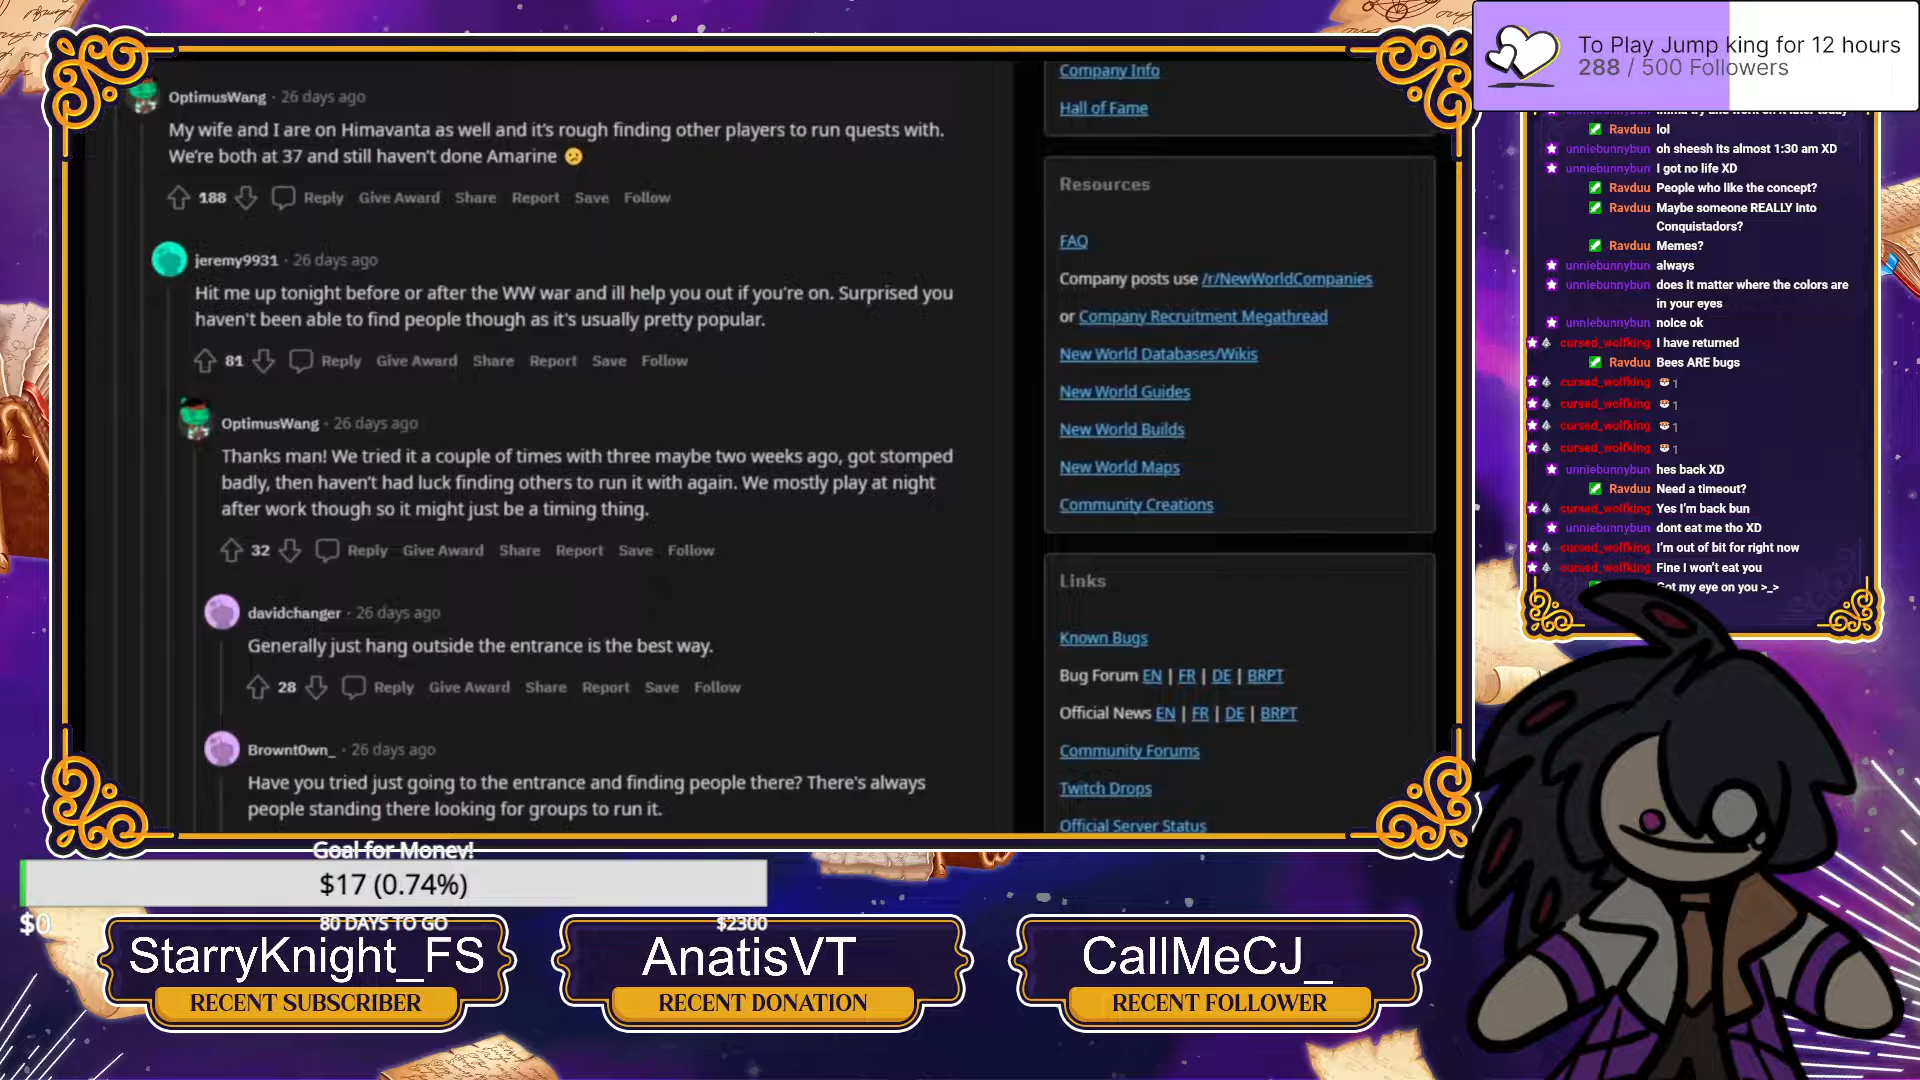 OptimusWang · 26 days ago
My wife and I are on Himavanta as well and it's rough finding other players to run quests with.
We're both at 37 and still haven't done Amarine 😕
188 Reply Give Award Share Report Save Follow
jeremy9931 · 26 days ago
Hit me up tonight before or after the WW war and ill help you out if you're on. Surprised you
haven't been able to find people though as it's usually pretty popular.
81 Reply Give Award Share Report Save Follow
OptimusWang · 26 days ago
Thanks man! We tried it a couple of times with three maybe two weeks ago, got stomped
badly, then haven't had luck finding others to run it with again. We mostly play at night
after work though so it might just be a timing thing.
32 Reply Give Award Share Report Save Follow
davidchanger · 26 days ago
Generally just hang outside the entrance is the best way.
28 Reply Give Award Share Report Save Follow
Brownt0wn_ · 26 days ago
Have you tried just going to the entrance and finding people there? There's always
people standing there looking for groups to run it.
Company Info
Hall of Fame
Resources
FAQ
Company posts use /r/NewWorldCompanies
or Company Recruitment Megathread
New World Databases/Wikis
New World Guides
New World Builds
New World Maps
Community Creations
Links
Known Bugs
Bug Forum EN | FR | DE | BRPT
Official News EN | FR | DE | BRPT
Community Forums
Twitch Drops
Official Server Status
To Play Jump king for 12 hours
288 / 500 Followers
Ravduu lol
unniebunnybun oh sheesh its almost 1:30 am XD
unniebunnybun I got no life XD
Ravduu People who like the concept?
Ravduu Maybe someone REALLY into
Conquistadors?
Ravduu Memes?
unniebunnybun always
unniebunnybun does it matter where the colors are
in your eyes
unniebunnybun noice ok
cursed_wolfking I have returned
Ravduu Bees ARE bugs
cursed_wolfking 1
cursed_wolfking 1
cursed_wolfking 1
cursed_wolfking 1
unniebunnybun hes back XD
Ravduu Need a timeout?
cursed_wolfking Yes I'm back bun
unniebunnybun dont eat me tho XD
cursed_wolfking I'm out of bit for right now
cursed_wolfking Fine I won't eat you
Got my eye on you >_>
Goal for Money!
$17 (0.74%)
$0 80 DAYS TO GO $2300
StarryKnight_FS
RECENT SUBSCRIBER
AnatisVT
RECENT DONATION
CallMeCJ_
RECENT FOLLOWER